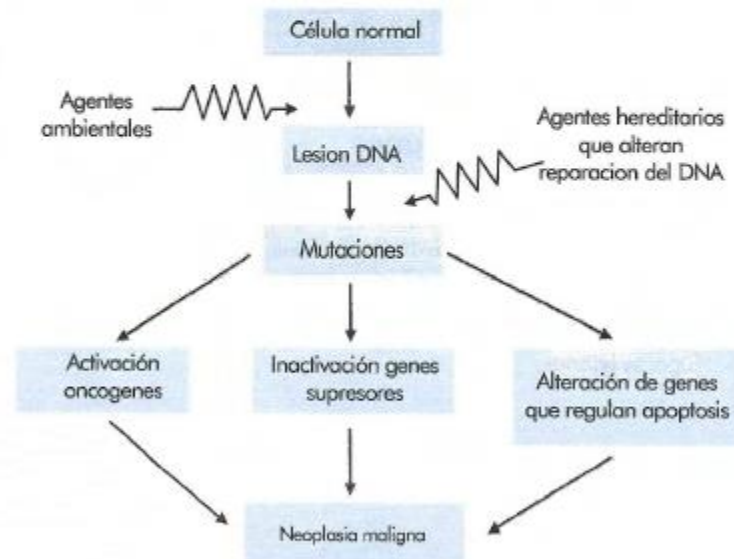 Célula normal
Agentes
ambientales
Agentes hereditarios
que alteran
reparacion del DNA
Lesion DNA
Mutaciones
Activación
oncogenes
Inactivación genes
supresores
Alteración de genes
que regulan apoptosis
Neoplasia maligna